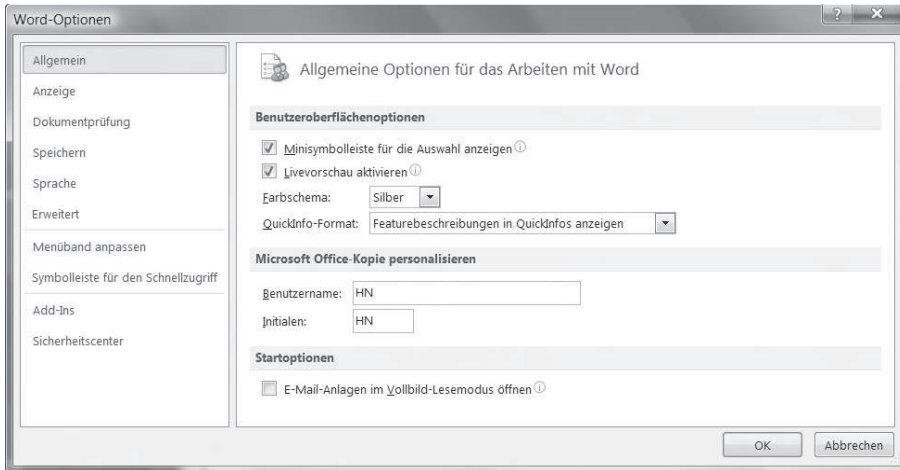 Word-Optionen
Allgemein
Anzeige
Dokumentprüfung
Speichern
Sprache
Erweitert
Menüband anpassen
Symbolleiste für den Schnellzugriff
Add-Ins
Sicherheitscenter
Allgemeine Optionen für das Arbeiten mit Word
Benutzeroberflächenoptionen
Minisymbolleiste für die Auswahl anzeigen
Livevorschau aktivieren
Farbschema: Silber
QuickInfo-Format: Featurebeschreibungen in QuickInfos anzeigen
Microsoft Office-Kopie personalisieren
Benutzername: HN
Initialen: HN
Startoptionen
E-Mail-Anlagen im Vollbild-Lesemodus öffnen
OK Abbrechen